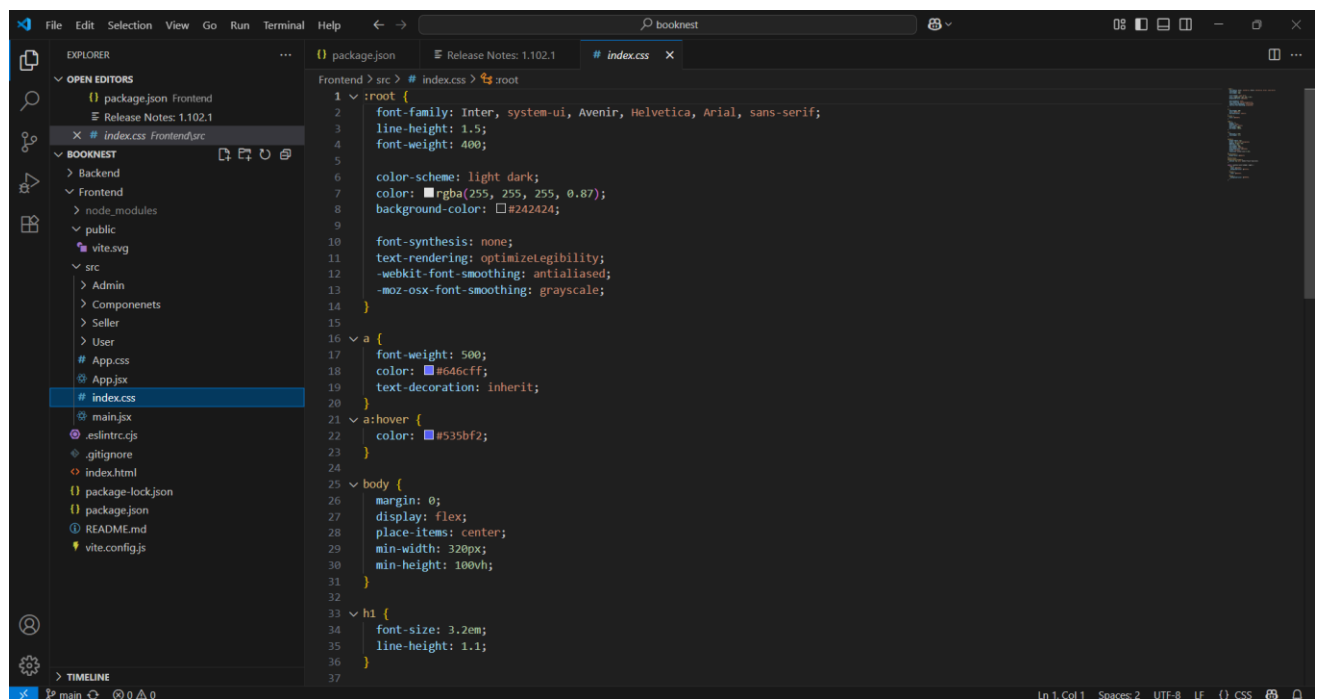 File Edit Selection View Go Run Terminal Help
booknest
EXPLORER
OPEN EDITORS
{} package.json Frontend
Release Notes: 1.102.1
# index.css Frontend\src
BOOKNEST
Backend
Frontend
node_modules
public
vite.svg
src
Admin
Componenets
Seller
User
# App.css
App.jsx
# index.css
main.jsx
.eslintrc.cjs
.gitignore
index.html
{} package-lock.json
{} package.json
README.md
vite.config.js
TIMELINE
{} package.json Release Notes: 1.102.1 # index.css
Frontend > src > # index.css > :root
1 :root {
2 font-family: Inter, system-ui, Avenir, Helvetica, Arial, sans-serif;
3 line-height: 1.5;
4 font-weight: 400;
5
6 color-scheme: light dark;
7 color: rgba(255, 255, 255, 0.87);
8 background-color: #242424;
9
10 font-synthesis: none;
11 text-rendering: optimizeLegibility;
12 -webkit-font-smoothing: antialiased;
13 -moz-osx-font-smoothing: grayscale;
14 }
15
16 a {
17 font-weight: 500;
18 color: #646cff;
19 text-decoration: inherit;
20 }
21 a:hover {
22 color: #535bf2;
23 }
24
25 body {
26 margin: 0;
27 display: flex;
28 place-items: center;
29 min-width: 320px;
30 min-height: 100vh;
31 }
32
33 h1 {
34 font-size: 3.2em;
35 line-height: 1.1;
36 }
37
main 0 0 Ln 1, Col 1 Spaces: 2 UTF-8 LF {} CSS